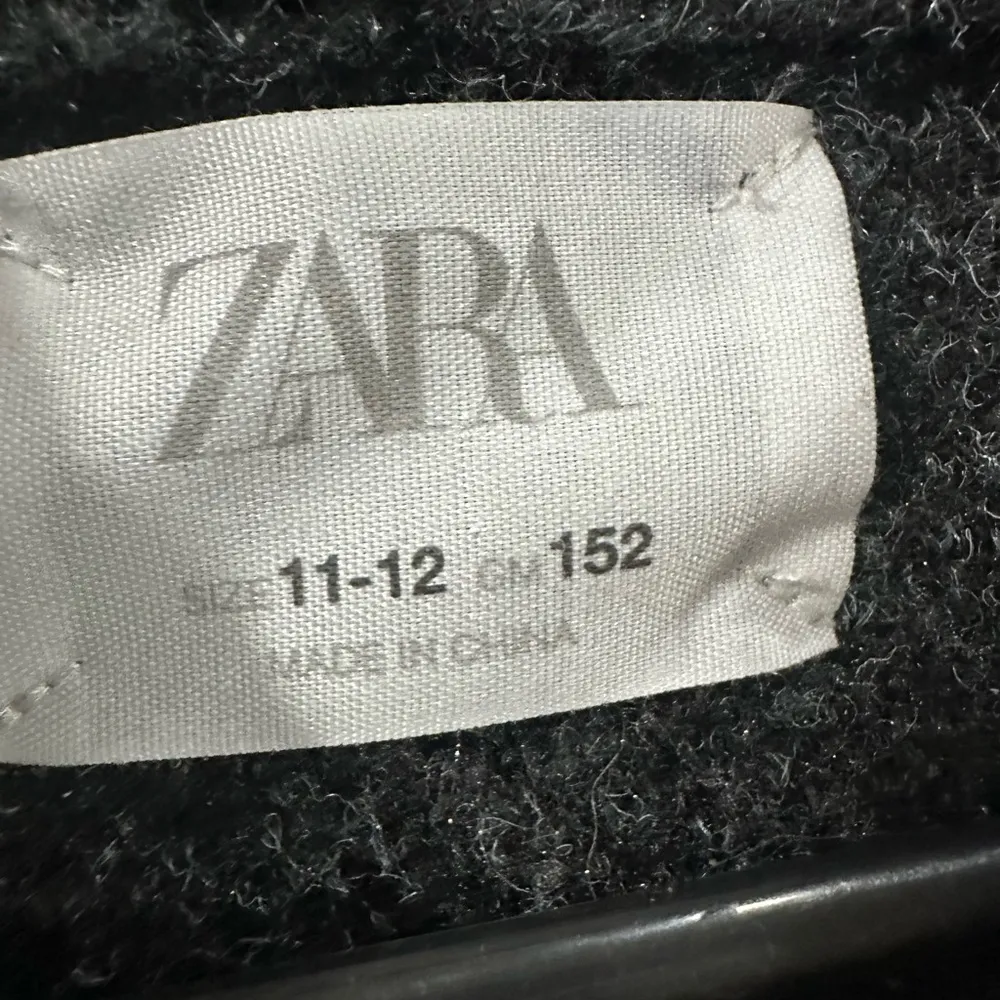 ZARA
SIZE 11-12 CM 152
MADE IN CHINA